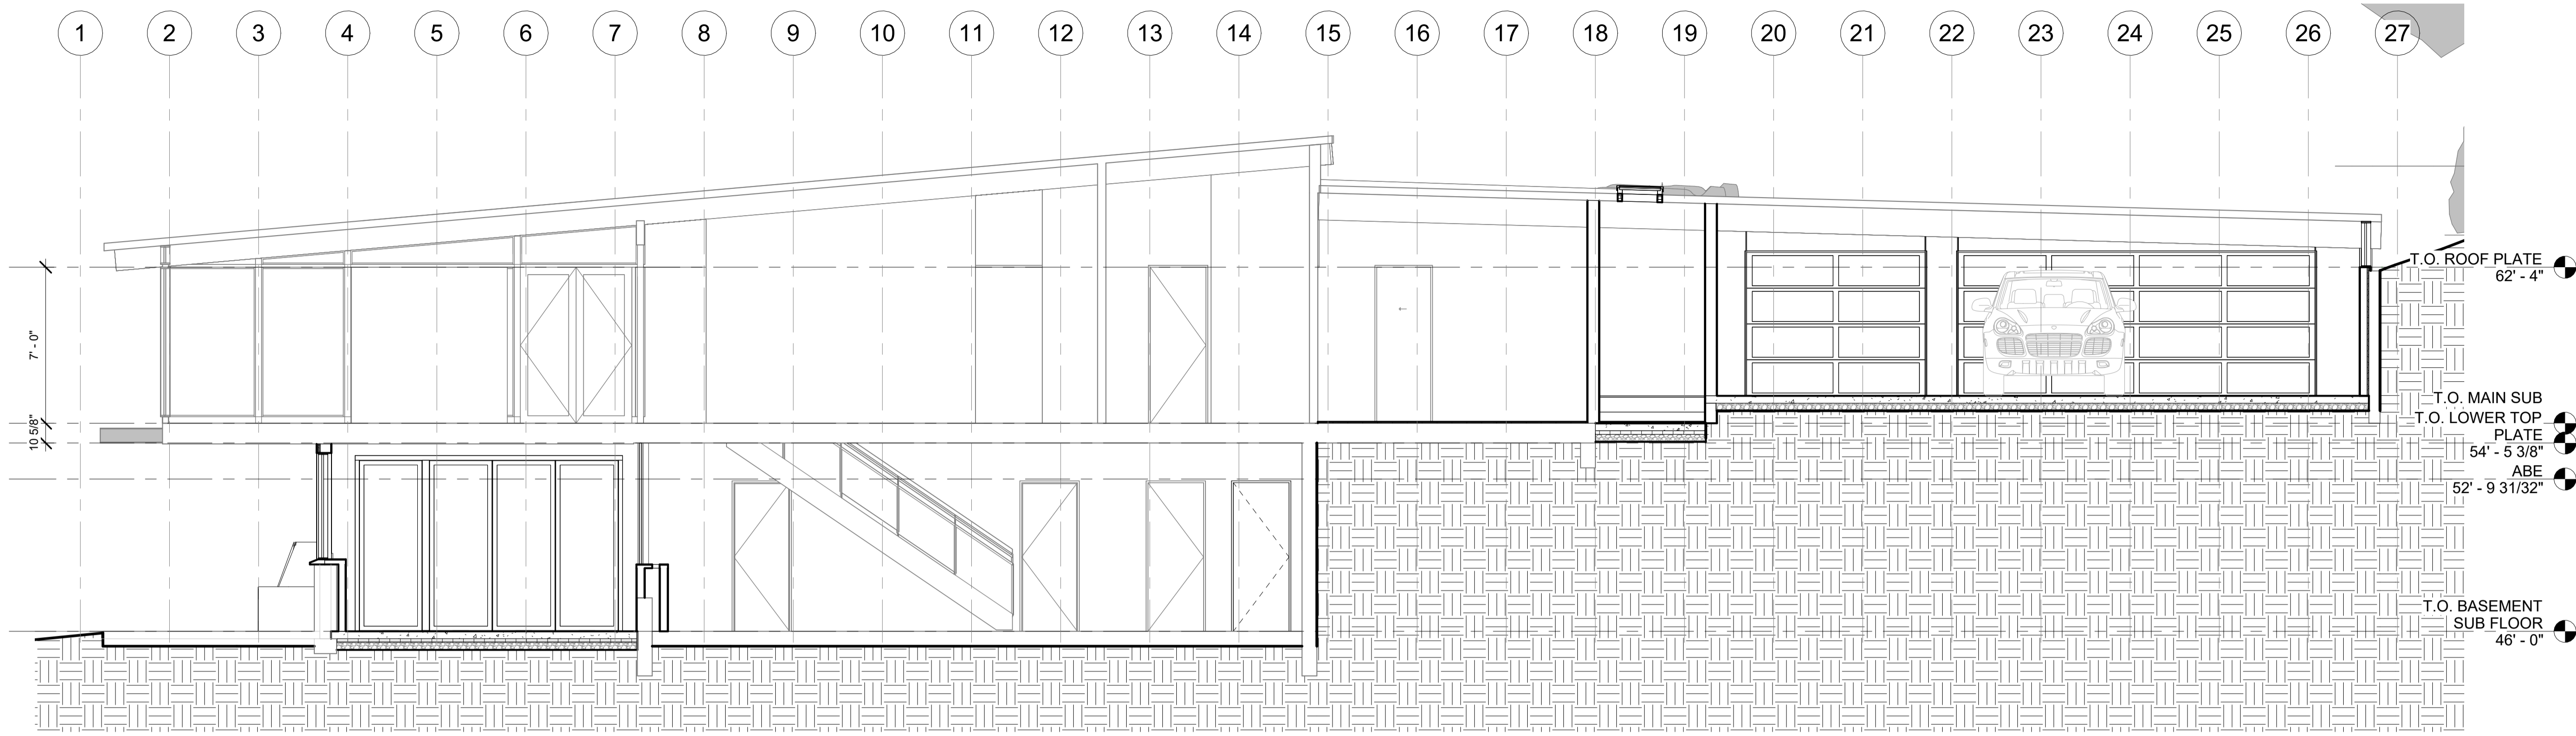 1 2 3 4 5 6 7 8 9 10 11 12 13 14 15 16 17 18 19 20 21 22 23 24 25 26 27
T.O. ROOF PLATE
62' - 4"
7' - 0"
10 5/8"
T.O. MAIN SUB
T.O. LOWER TOP
PLATE
54' - 5 3/8"
ABE
52' - 9 31/32"
T.O. BASEMENT
SUB FLOOR
46' - 0"